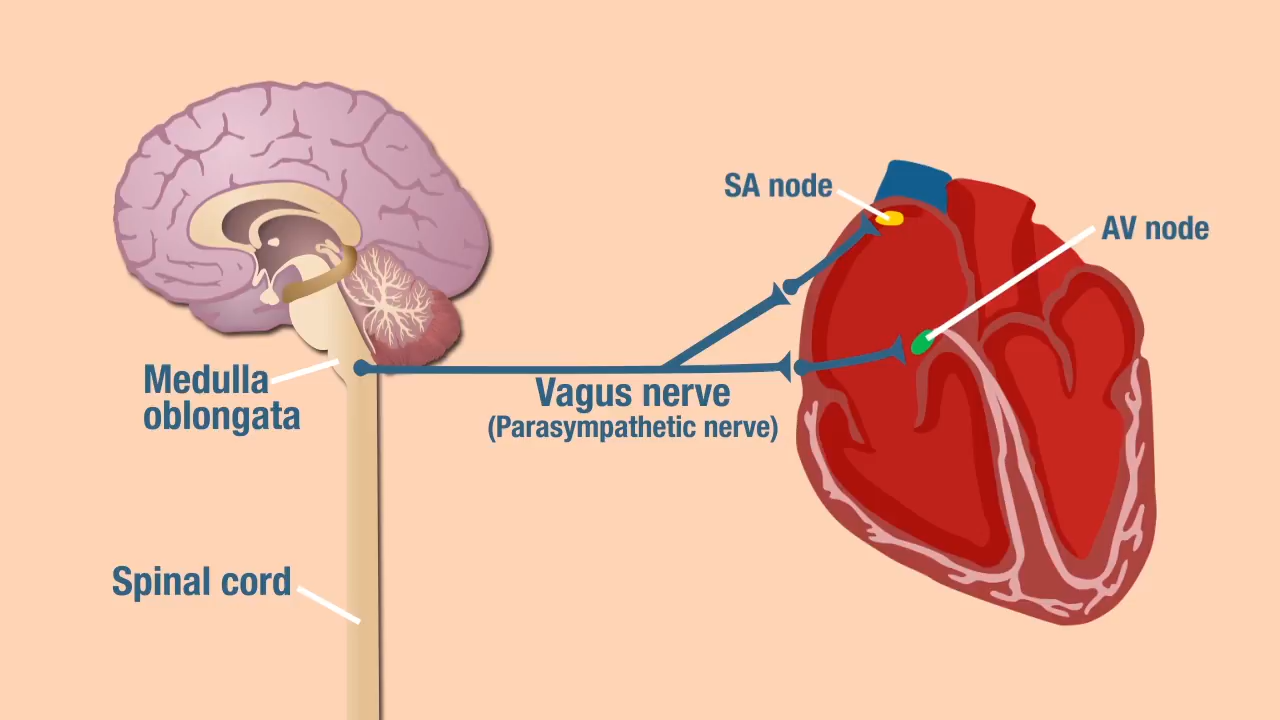 SA node
AV node
Medulla
oblongata
Vagus nerve
(Parasympathetic nerve)
Spinal cord